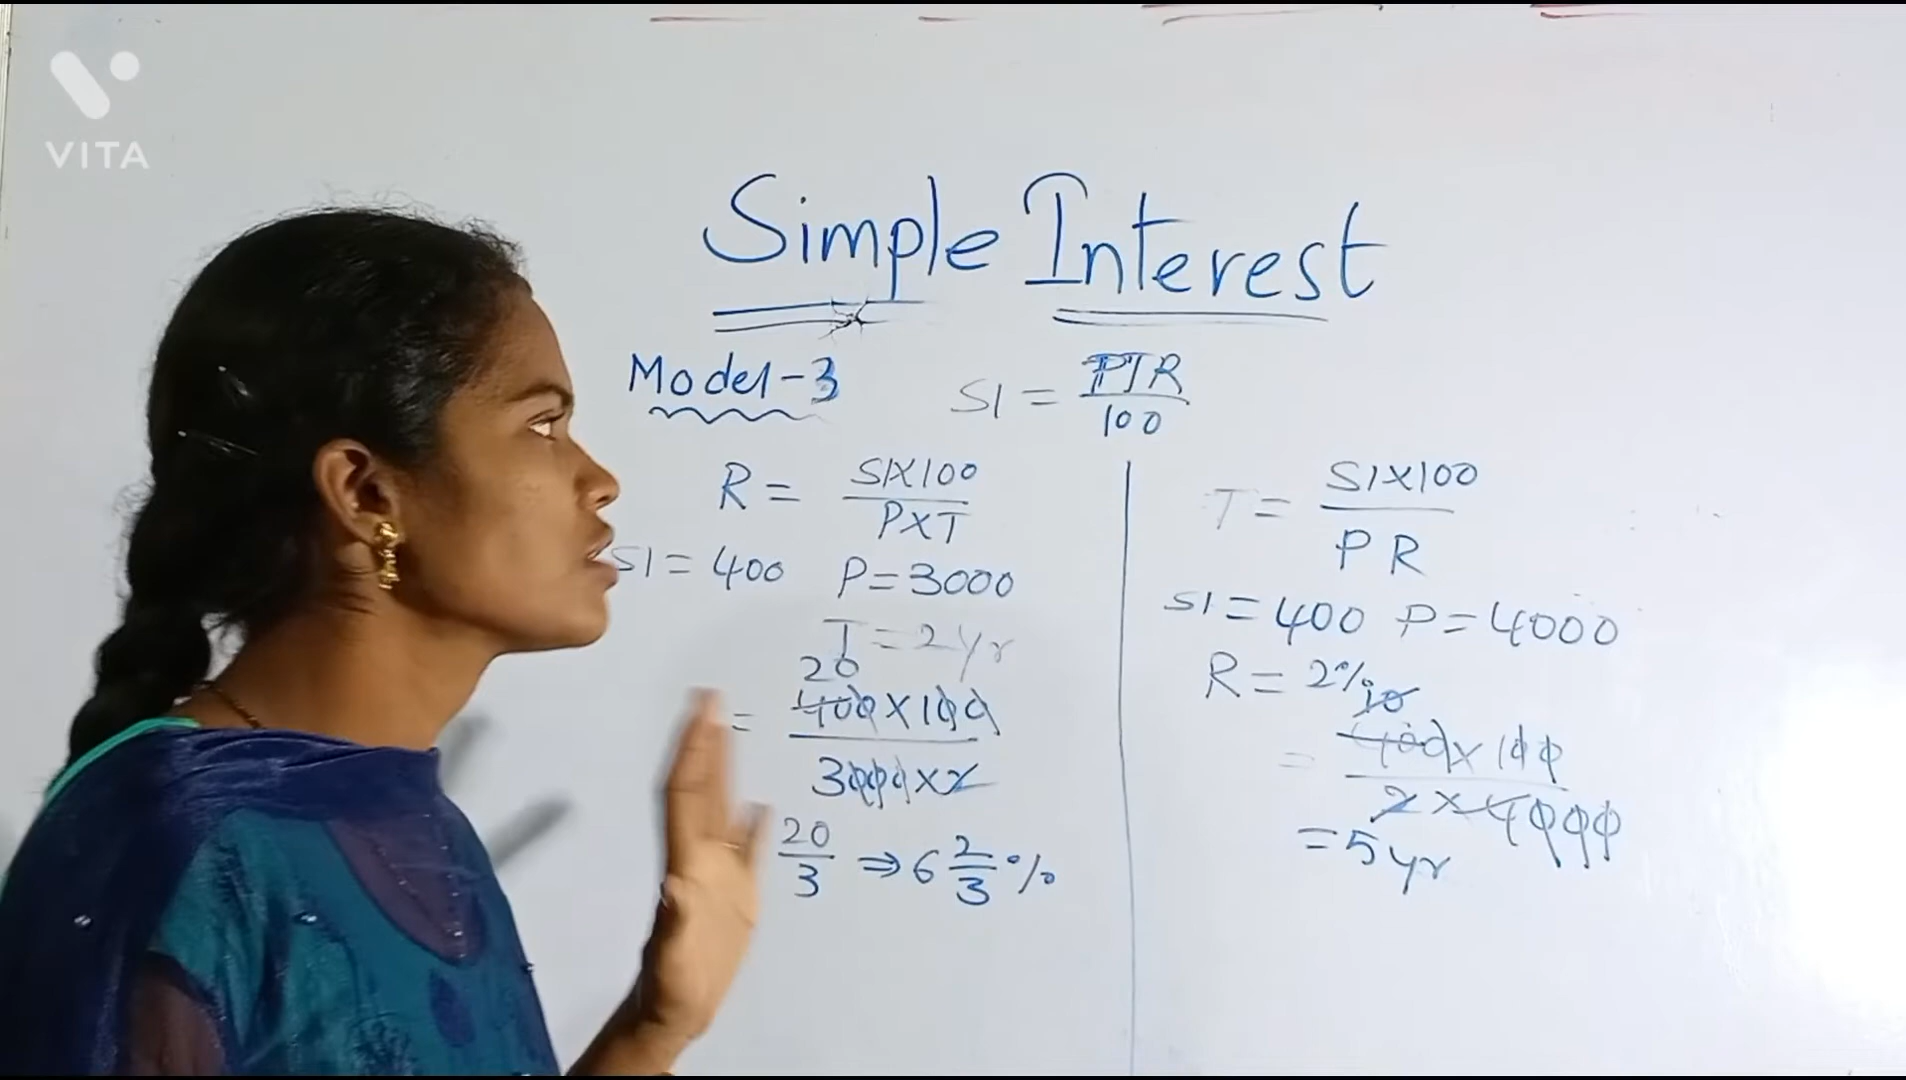 VITA
Simple Interest
Model-3
SI = PTR/100
R = SI×100/P×T
SI = 400 P=3000
T = 2yr
20
= 400×100/3000×2
20/3 ⇒ 6 2/3 %
T = SI×100/PR
SI = 400 P=4000
R = 2%
10
= 400×100/2×4000
= 5yr